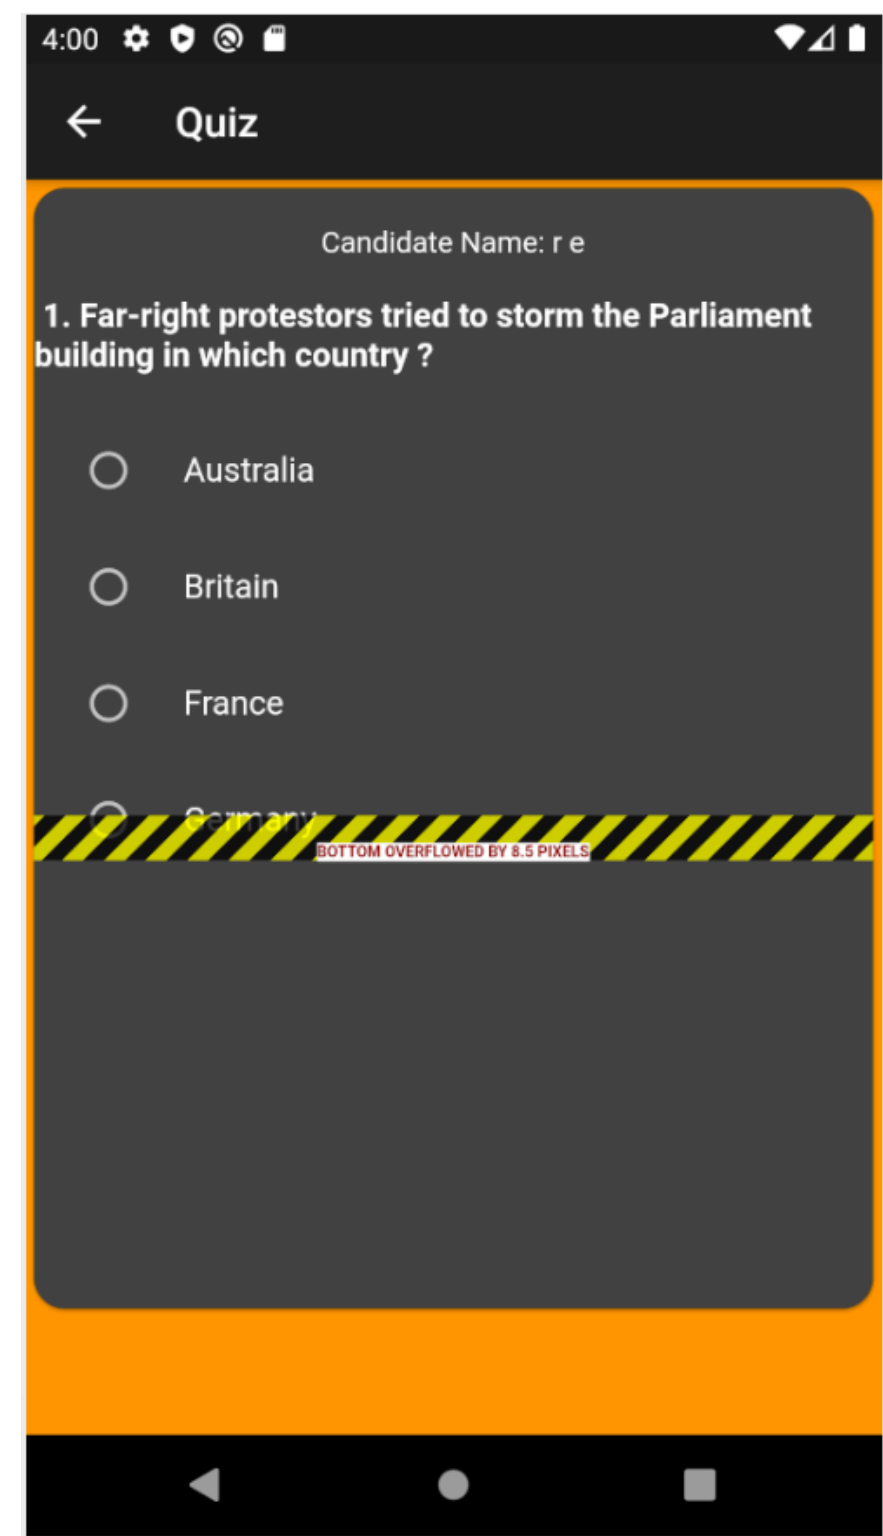 4:00
Quiz
Candidate Name: r e
1. Far-right protestors tried to storm the Parliament
building in which country ?
Australia
Britain
France
Germany
BOTTOM OVERFLOWED BY 8.5 PIXELS